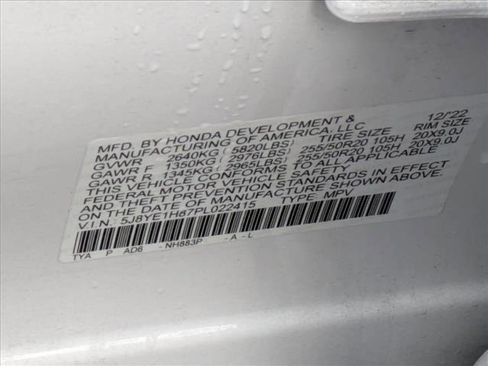 MFD. BY HONDA DEVELOPMENT & 12/22
MANUFACTURING OF AMERICA, LLC TIRE SIZE RIM SIZE
GVWR 2640KG ( 5820LBS)
GAWR F 1350KG ( 2976LBS) 255/50R20 105H 20X9.0J
GAWR R 1345KG ( 2965LBS) 255/50R20 105H 20X9.0J
THIS VEHICLE CONFORMS TO ALL APPLICABLE
FEDERAL MOTOR VEHICLE SAFETY BUMPER
AND THEFT PREVENTION STANDARDS IN EFFECT
ON THE DATE OF MANUFACTURE SHOWN ABOVE.
V.I.N: 5J8YE1H87PL022415 TYPE: MPV
TYA P AD6 -NH883P -A-L